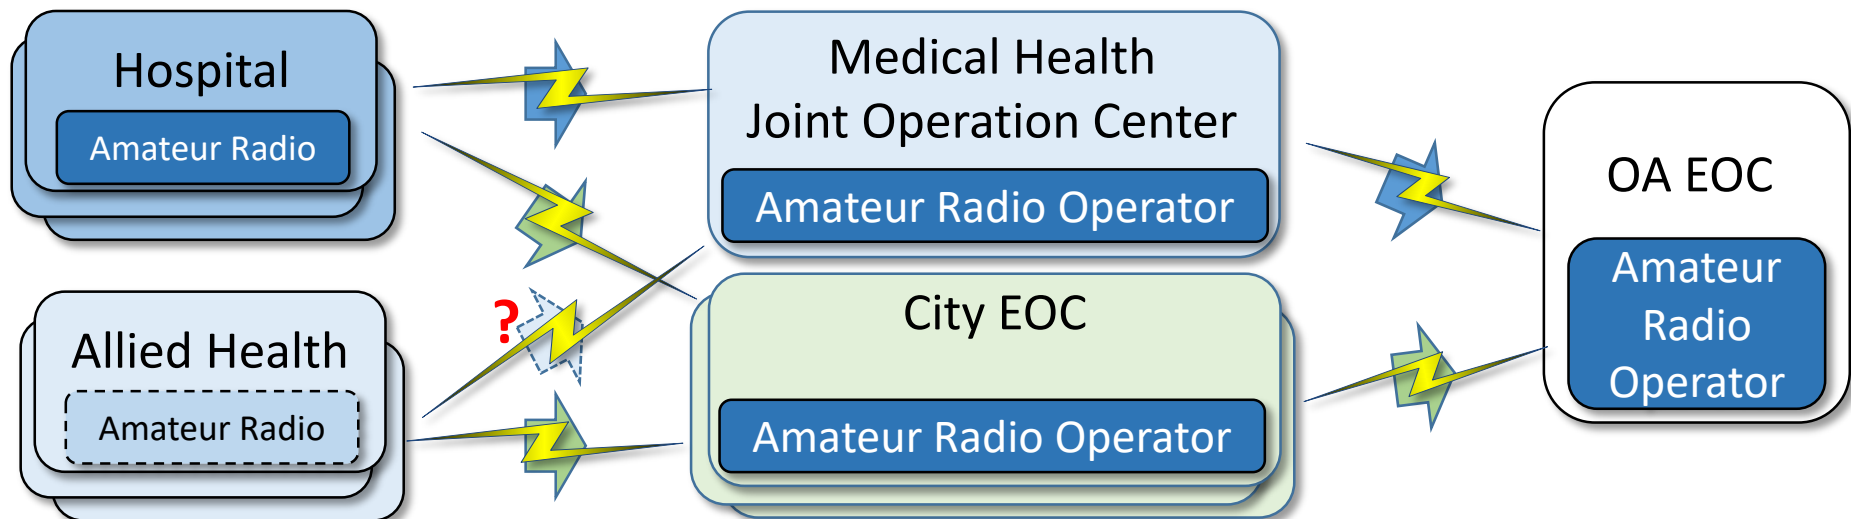 Hospital
Amateur Radio
Medical Health
Joint Operation Center
Amateur Radio Operator
OA EOC
Amateur
Radio
Operator
?
Allied Health
Amateur Radio
City EOC
Amateur Radio Operator